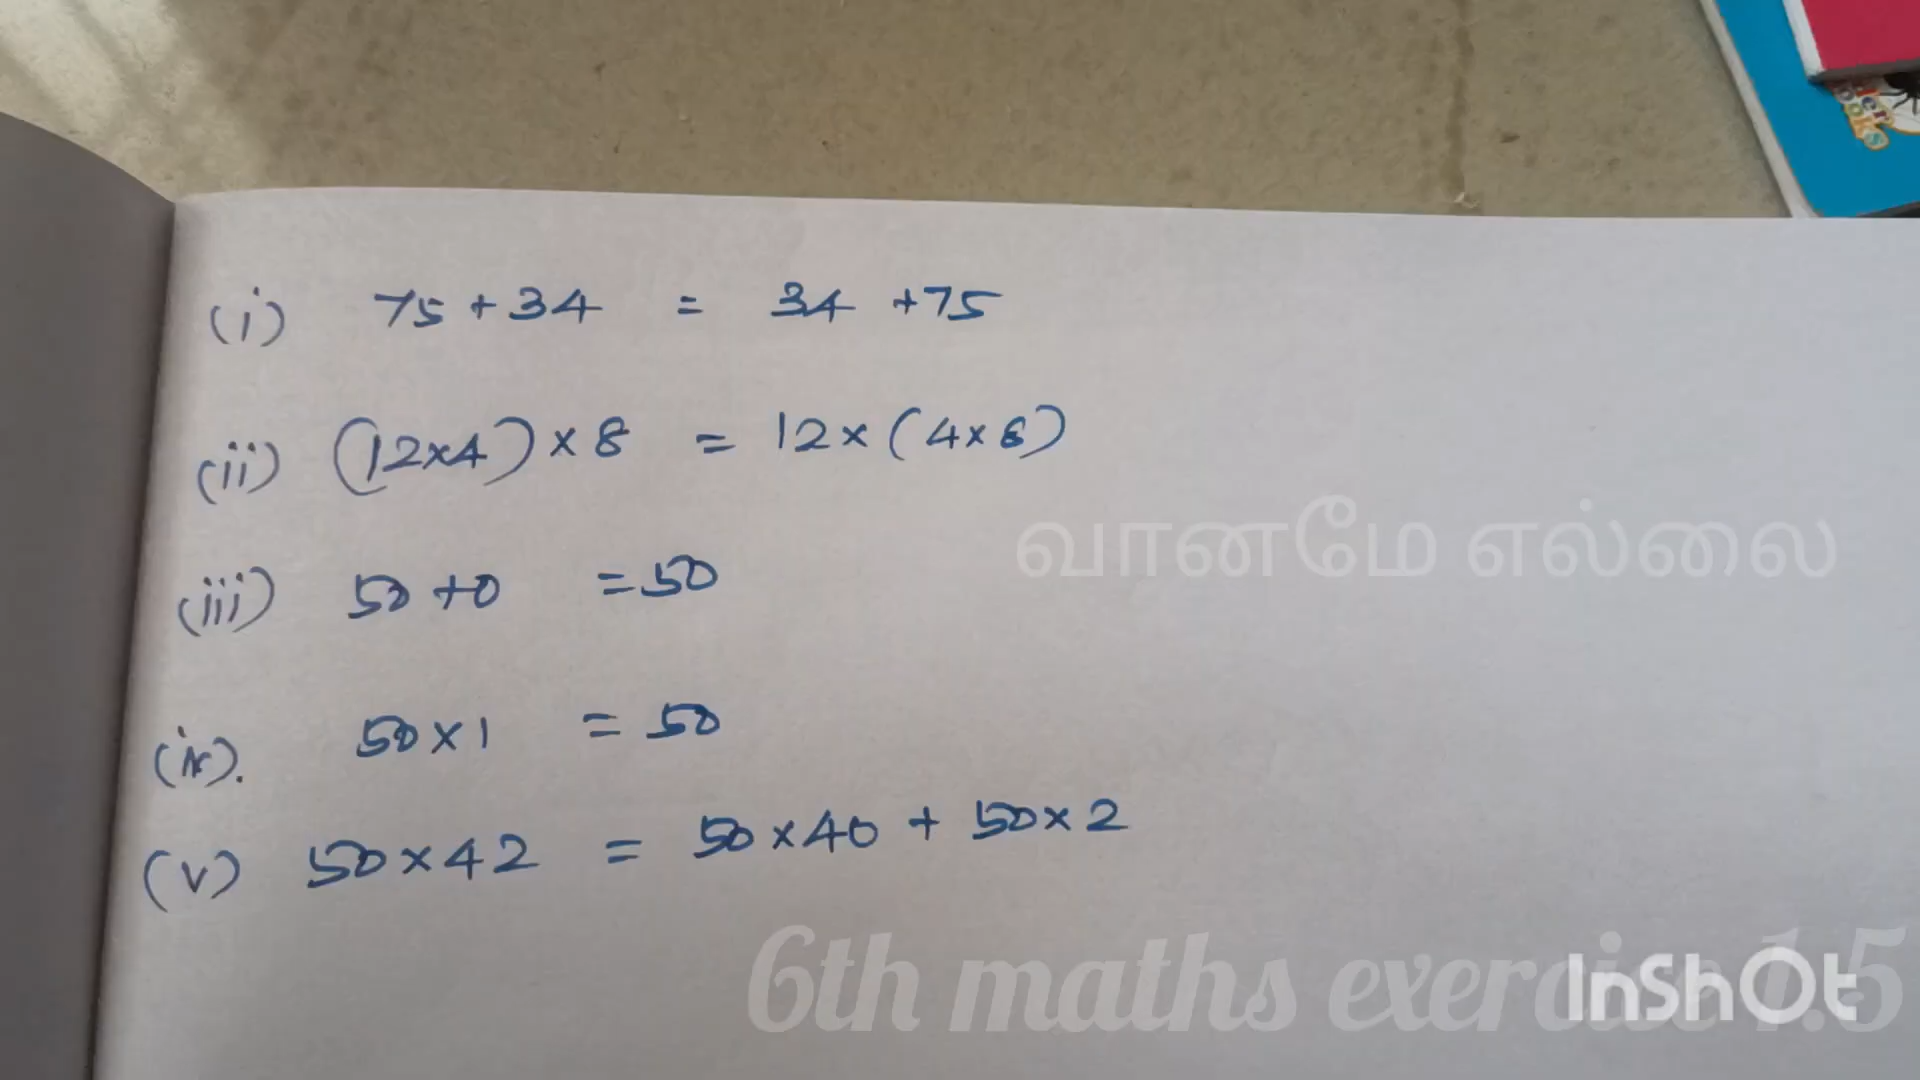 (i) 75 + 34 = 34 + 75
(ii) (12×4) × 8 = 12 × (4 × 8)
வானமே எல்லை
(iii) 50 + 0 = 50
(iv). 50 × 1 = 50
(v) 50 × 42 = 50 × 40 + 50 × 2
6th maths exercise 1.5
InShOt